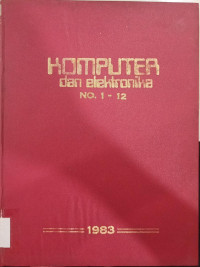 KOMPUTER
dan elektronika
NO. 1 - 12
1983